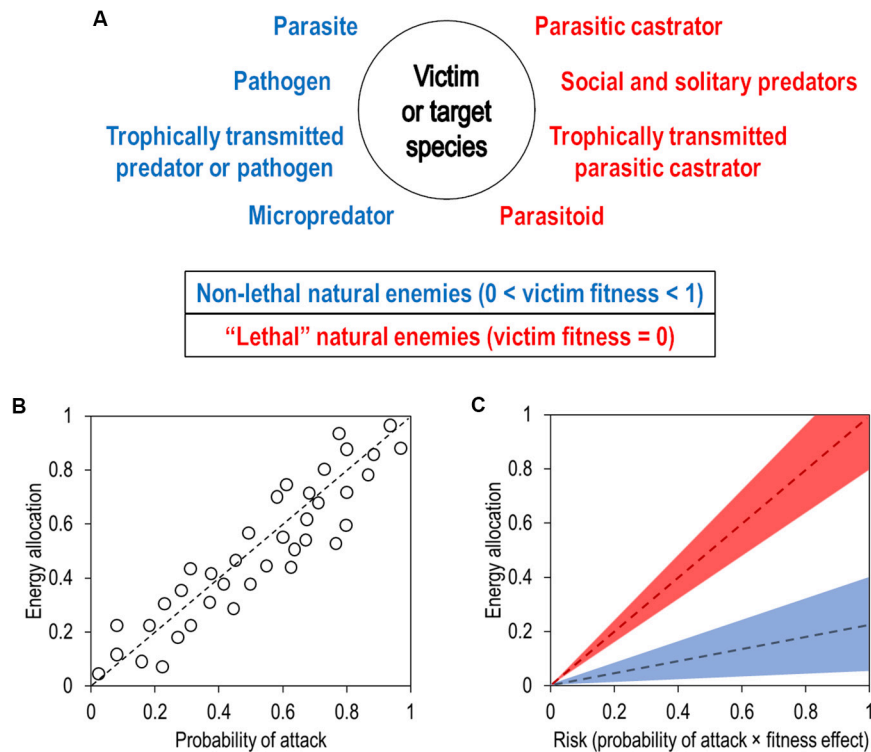 A
Parasite
Parasitic castrator
Pathogen
Victim
or target
species
Social and solitary predators
Trophically transmitted
predator or pathogen
Trophically transmitted
parasitic castrator
Micropredator
Parasitoid
Non-lethal natural enemies (0 < victim fitness < 1)
“Lethal” natural enemies (victim fitness = 0)
B
1
0.8
0.6
0.4
0.2
0
Energy allocation
0 0.2 0.4 0.6 0.8 1
Probability of attack
C
1
0.8
0.6
0.4
0.2
0
Energy allocation
0 0.2 0.4 0.6 0.8 1
Risk (probability of attack × fitness effect)